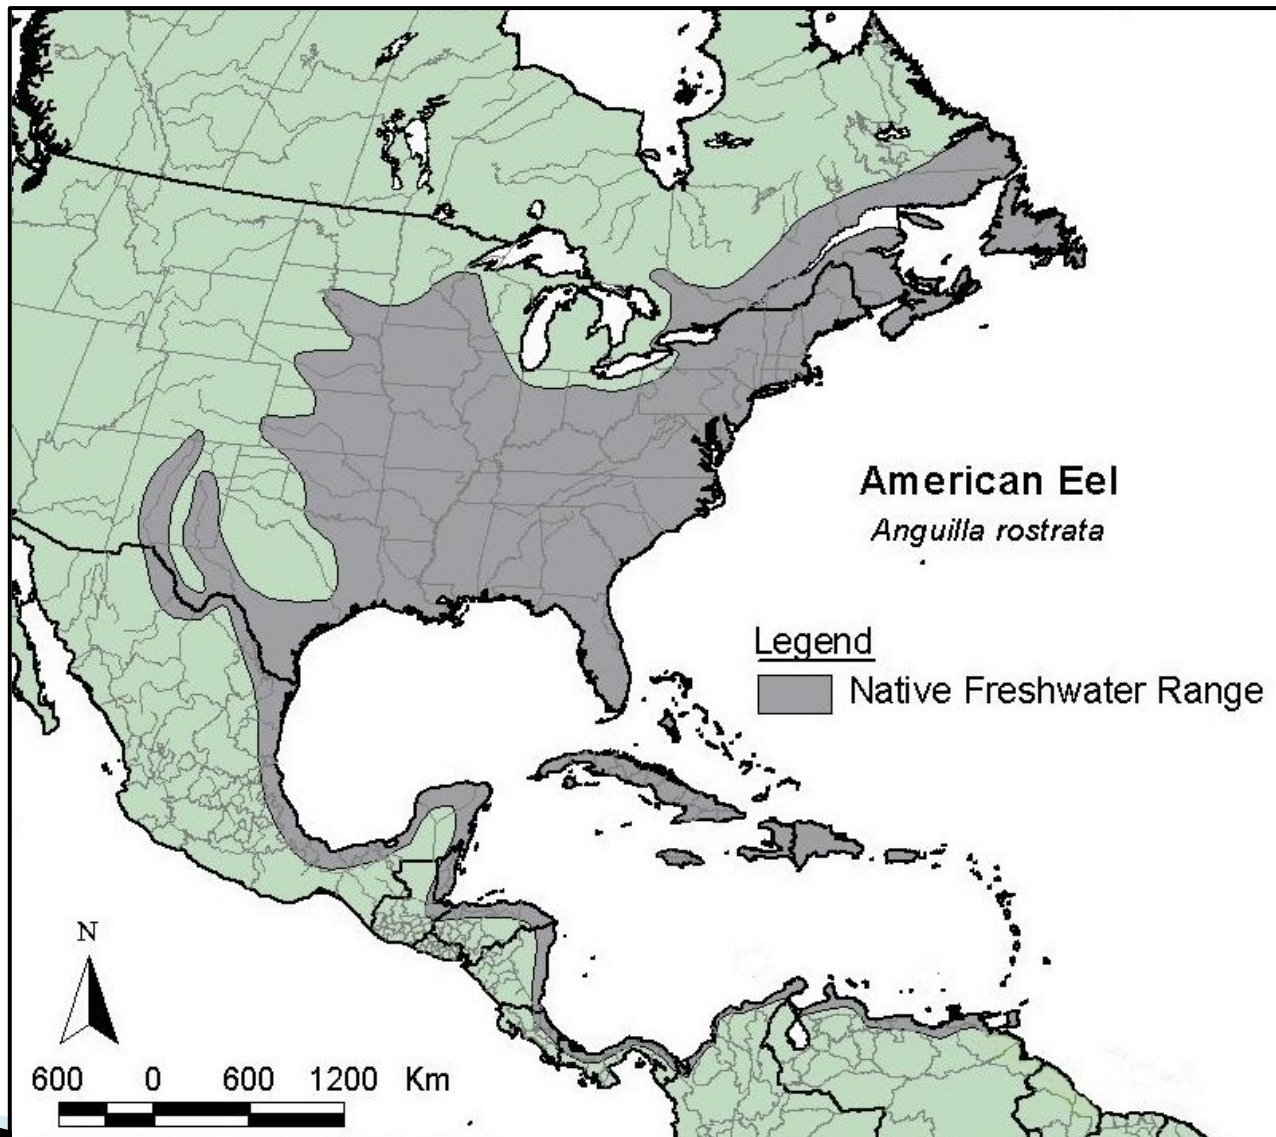 American Eel
Anguilla rostrata
Legend
Native Freshwater Range
N
600 0 600 1200 Km